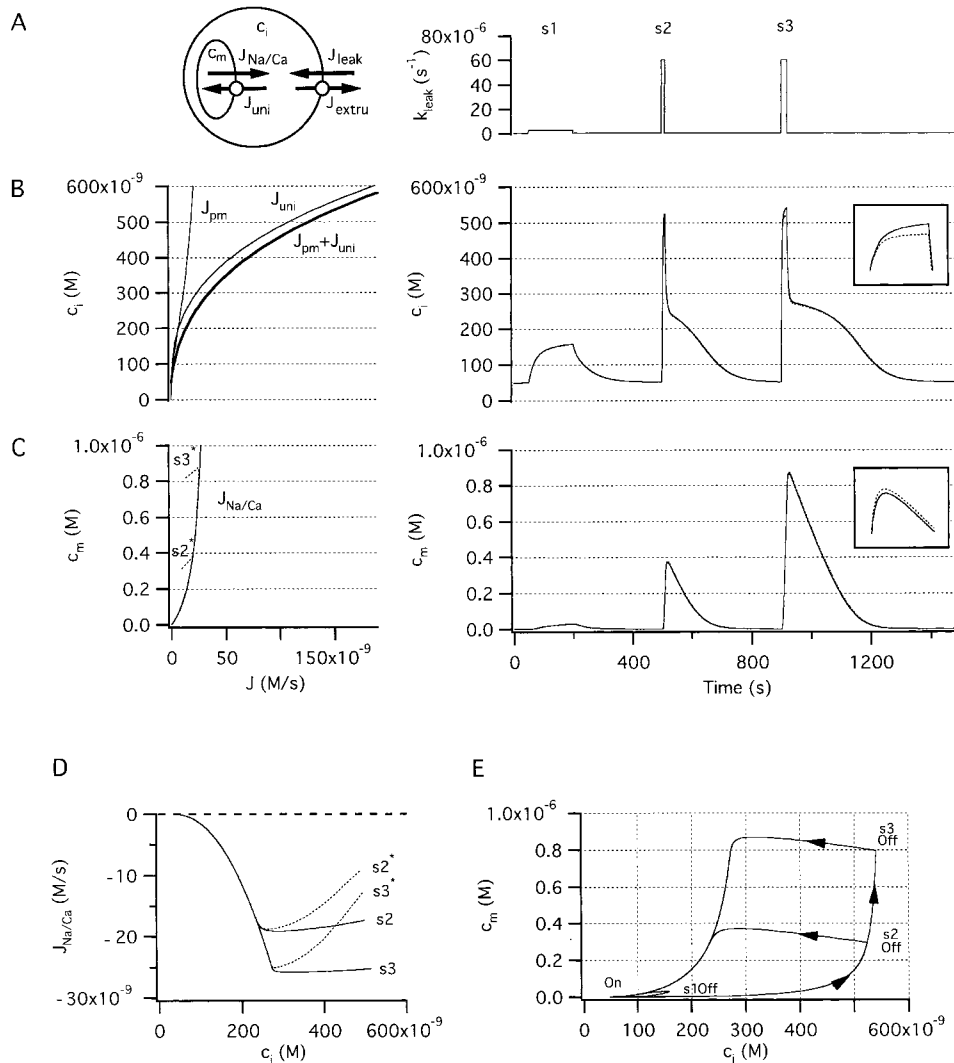 A
c_i
c_m
J_Na/Ca
J_leak
J_uni
J_extru
s1
s2
s3
80x10^-6
60
40
20
0
k_leak (s^-1)
B
600x10^-9
500
400
300
200
100
0
c_i (M)
J_pm
J_uni
J_pm+J_uni
600x10^-9
500
400
300
200
100
0
c_i (M)
C
1.0x10^-6
0.8
0.6
0.4
0.2
0.0
c_m (M)
s3*
s2*
J_Na/Ca
0
50
150x10^-9
J (M/s)
1.0x10^-6
0.8
0.6
0.4
0.2
0.0
c_m (M)
0
400
800
1200
Time (s)
D
0
-10
-20
-30x10^-9
J_Na/Ca (M/s)
s2*
s3*
s2
s3
0
200
400
600x10^-9
c_i (M)
E
1.0x10^-6
0.8
0.6
0.4
0.2
0.0
c_m (M)
s3
Off
s2
Off
On
s1Off
0
100
200
300
400
600x10^-9
c_i (M)